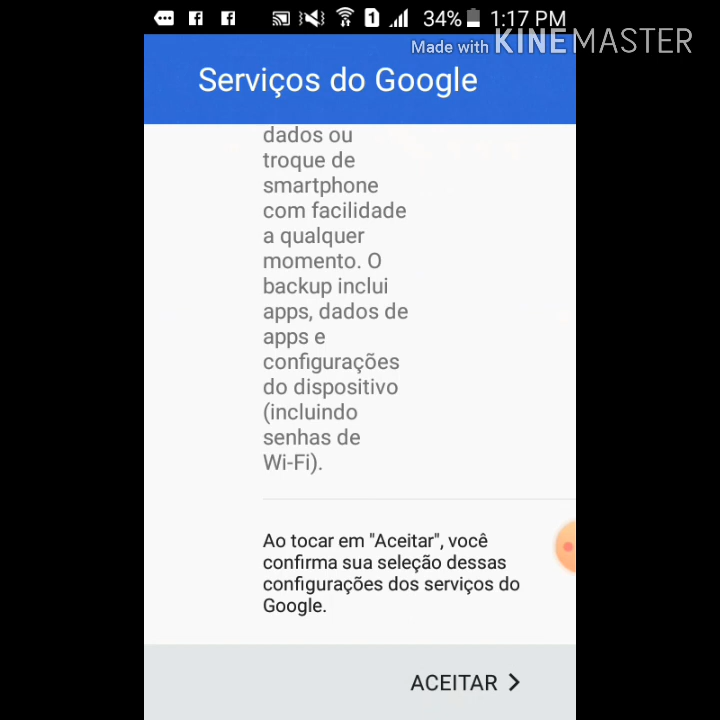 34% 1:17 PM
Made with KINEMASTER
Serviços do Google
dados ou
troque de
smartphone
com facilidade
a qualquer
momento. O
backup inclui
apps, dados de
apps e
configurações
do dispositivo
(incluindo
senhas de
Wi-Fi).
Ao tocar em "Aceitar", você
confirma sua seleção dessas
configurações dos serviços do
Google.
ACEITAR